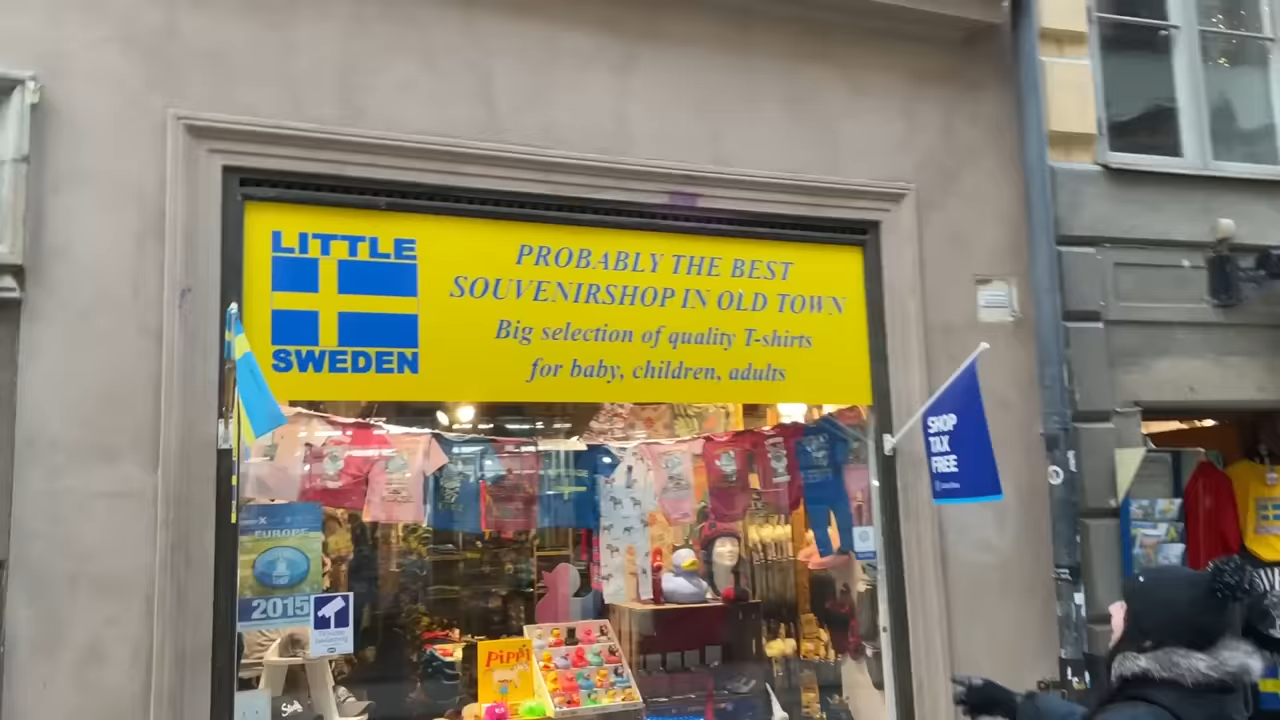 LITTLE
SWEDEN
PROBABLY THE BEST
SOUVENIRSHOP IN OLD TOWN
Big selection of quality T-shirts
for baby, children, adults
SHOP
TAX
FREE
EUROPE
2015
PIPPI